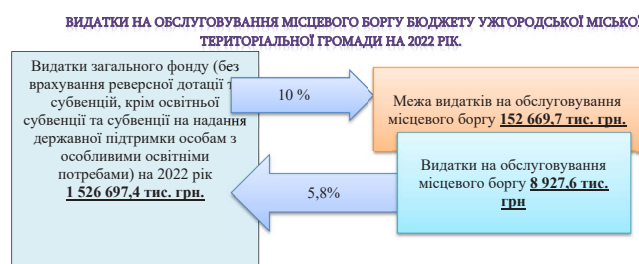 ВИДАТКИ НА ОБСЛУГОВУВАННЯ МІСЦЕВОГО БОРГУ БЮДЖЕТУ УЖГОРОДСЬКОЇ МІСЬКОЇ
ТЕРИТОРІАЛЬНОЇ ГРОМАДИ НА 2022 РІК.
Видатки загального фонду (без
врахування реверсної дотації
субвенцій, крім освітньої
субвенції та субвенції на надання
державної підтримки особам з
особливими освітніми
потребами) на 2022 рік
1 526 697,4 тис. грн.
10 %
Межа видатків на обслуговування
місцевого боргу 152 669,7 тис. грн.
Видатки на обслуговування
місцевого боргу 8 927,6 тис.
грн
5,8%